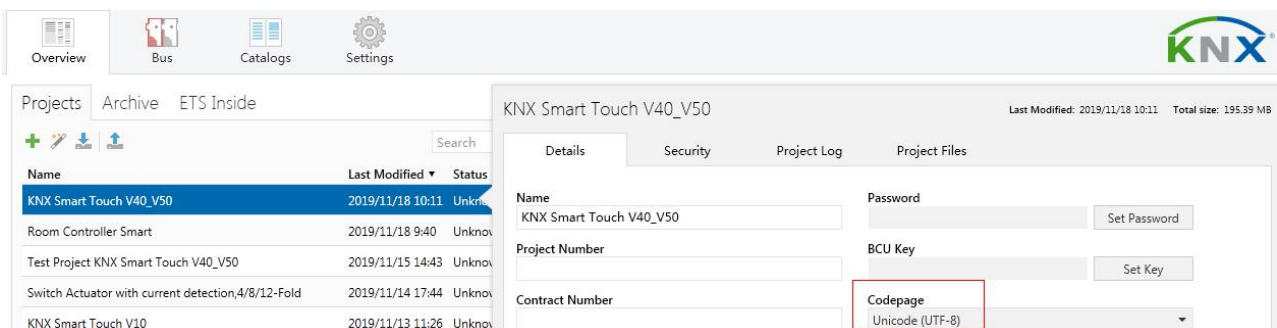 Overview Bus Catalogs Settings
KNX
Projects Archive ETS Inside
Search
Name Last Modified Status
KNX Smart Touch V40_V50 2019/11/18 10:11
Room Controller Smart 2019/11/18 9:40
Test Project KNX Smart Touch V40_V50 2019/11/15 14:43
Switch Actuator with current detection,4/8/12-Fold 2019/11/14 17:44
KNX Smart Touch V10 2019/11/13 11:26
KNX Smart Touch V40_V50 Last Modified: 2019/11/18 10:11 Total size: 195.39 MB
Details Security Project Log Project Files
Name
KNX Smart Touch V40_V50
Project Number
Contract Number
Password
Set Password
BCU Key
Set Key
Codepage
Unicode (UTF-8)